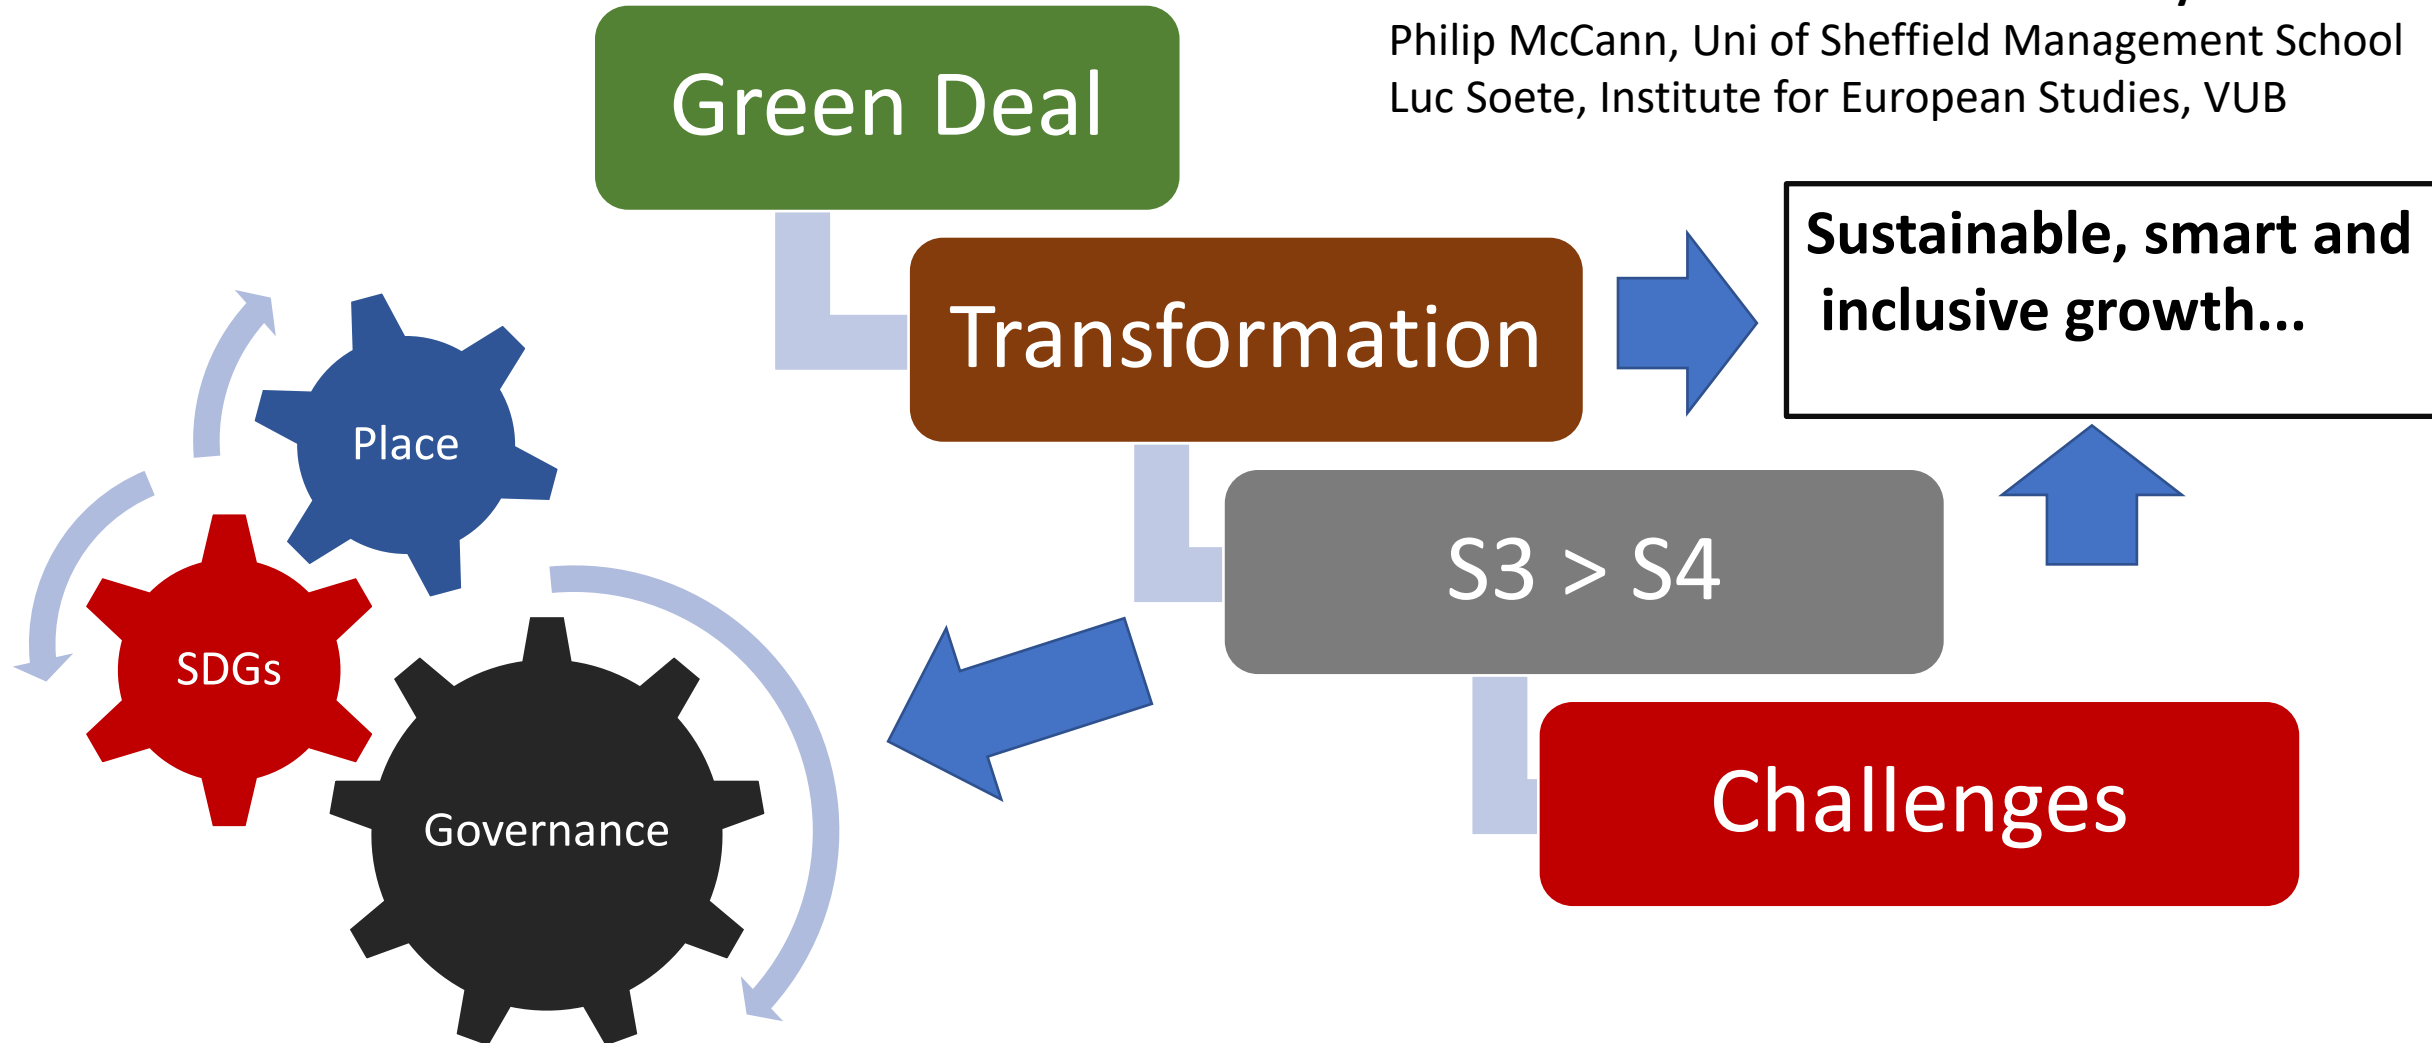 Philip McCann, Uni of Sheffield Management School
Luc Soete, Institute for European Studies, VUB
Green Deal
Transformation
Sustainable, smart and
inclusive growth...
Place
S3 > S4
SDGs
Governance
Challenges